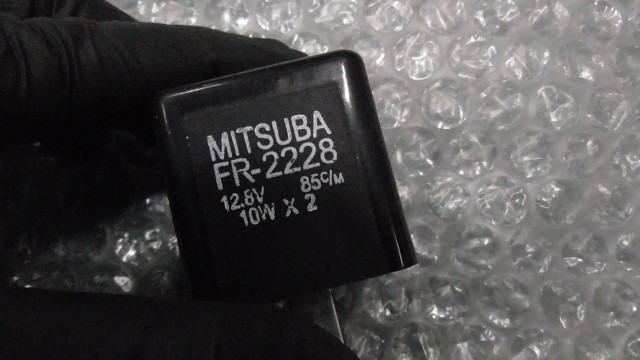 MITSUBA
FR-2228
12.8V 85c/M
10W X 2